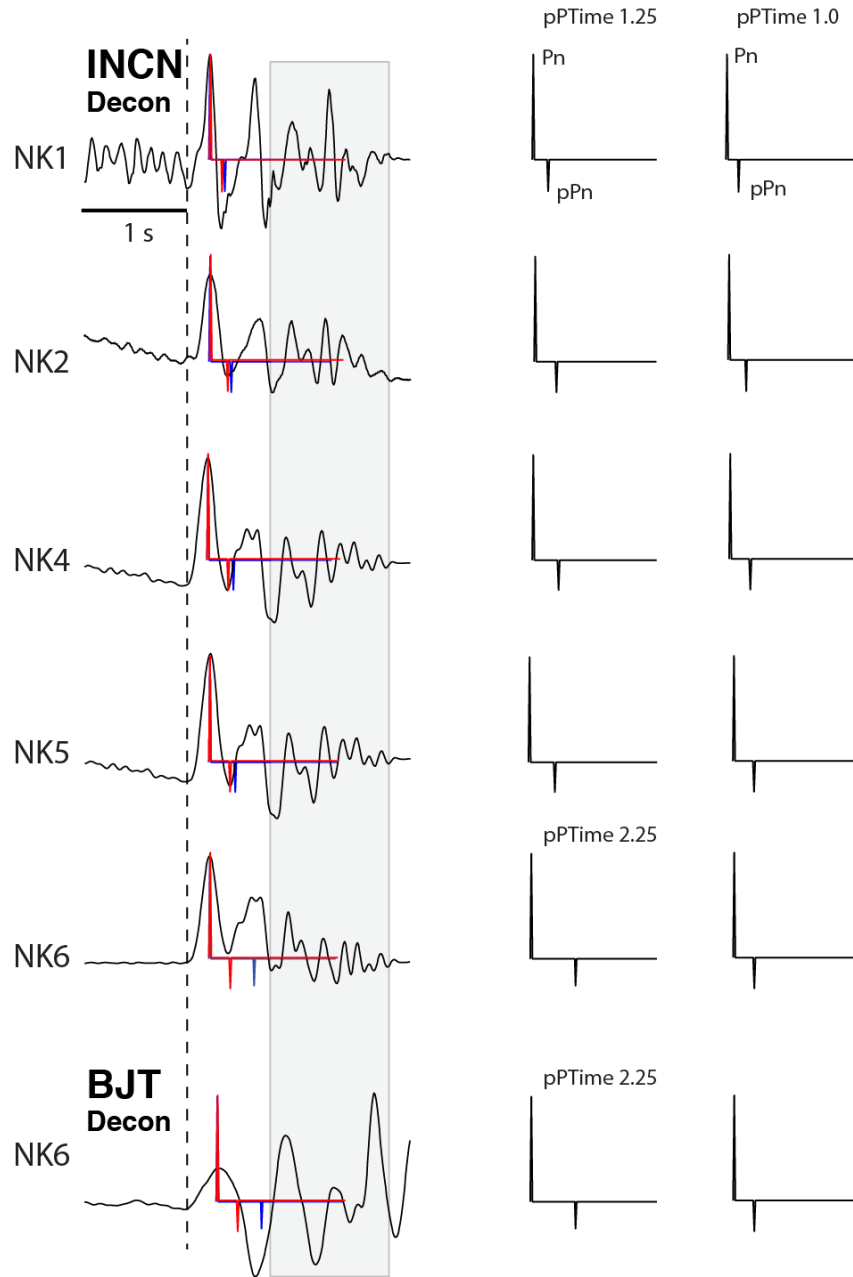 pPTime 1.25
pPTime 1.0
INCN
Decon
Pn
Pn
NK1
pPn
pPn
1 s
NK2
NK4
NK5
pPTime 2.25
NK6
BJT
Decon
pPTime 2.25
NK6